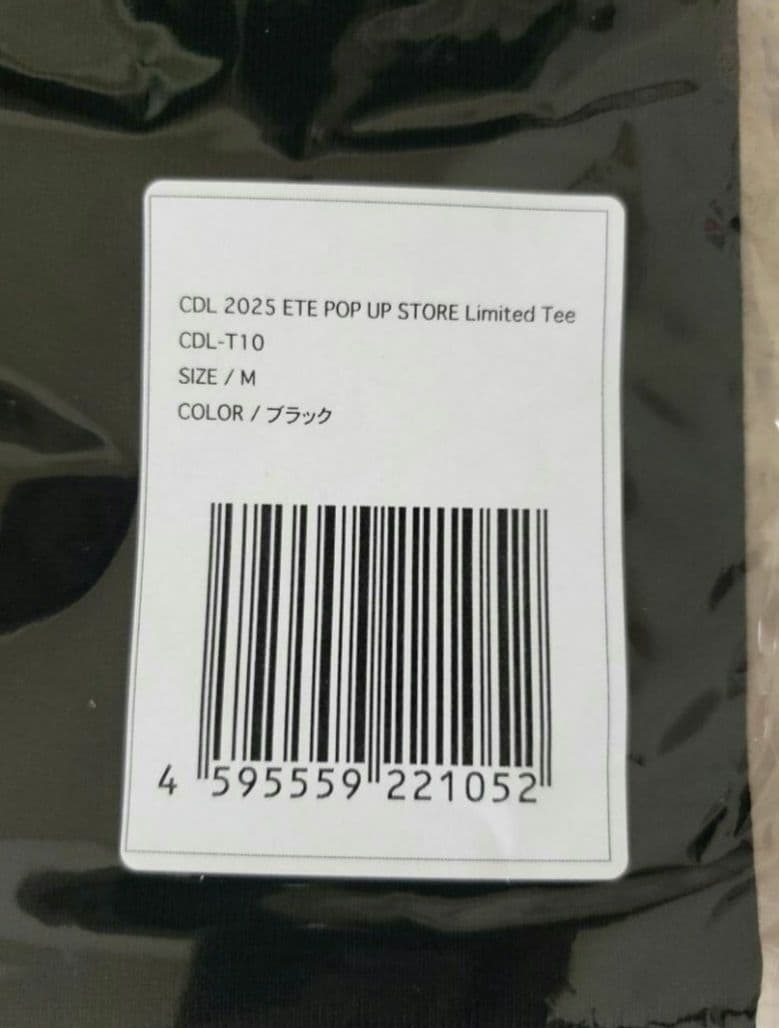 CDL 2025 ETE POP UP STORE Limited Tee
CDL-T10
SIZE / M
COLOR / ブラック
4 595559 221052